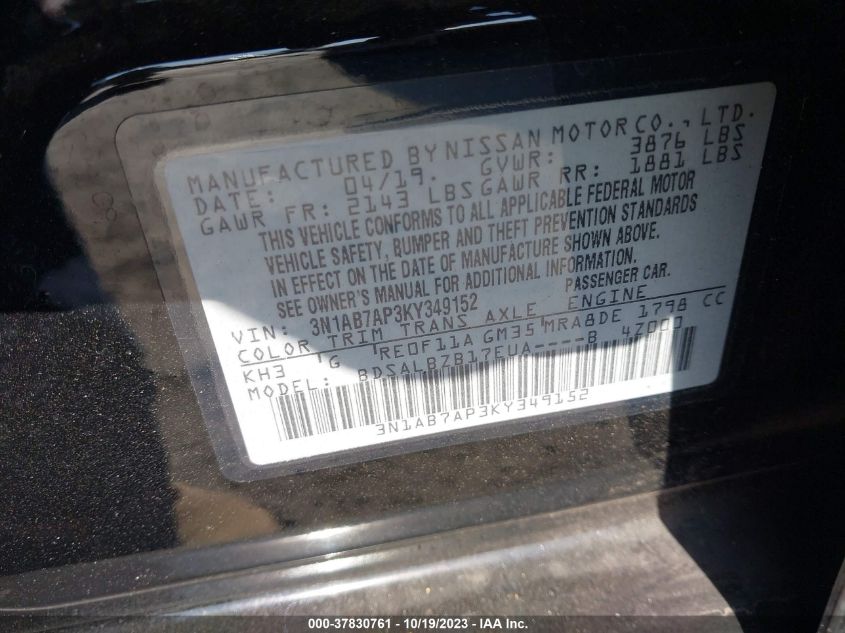 MANUFACTURED BY NISSAN MOTOR CO., LTD.
DATE: 04/19. GVWR: 3876 LBS
GAWR FR: 2143 LBS GAWR RR: 1881 LBS
THIS VEHICLE CONFORMS TO ALL APPLICABLE FEDERAL MOTOR
VEHICLE SAFETY, BUMPER AND THEFT PREVENTION STANDARDS
IN EFFECT ON THE DATE OF MANUFACTURE SHOWN ABOVE.
SEE OWNER'S MANUAL FOR ADDITIONAL INFORMATION.
VIN: 3N1AB7AP3KY349152 PASSENGER CAR.
COLOR TRIM TRANS AXLE ENGINE
KH3 G RE0F11A GM35 MRA8DE 1798 CC
MODEL: BDSALBZB17EUA----B 4Z000
3N1AB7AP3KY349152
000-37830761 - 10/19/2023 - IAA Inc.